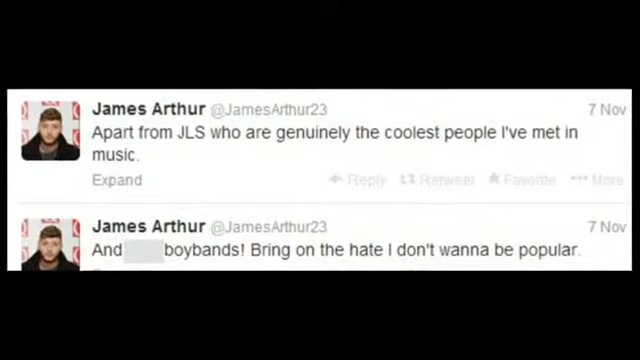 James Arthur @JamesArthur23 7 Nov
Apart from JLS who are genuinely the coolest people I've met in
music.
Expand Reply Retweet Favorite More
James Arthur @JamesArthur23 7 Nov
And boybands! Bring on the hate I don't wanna be popular.